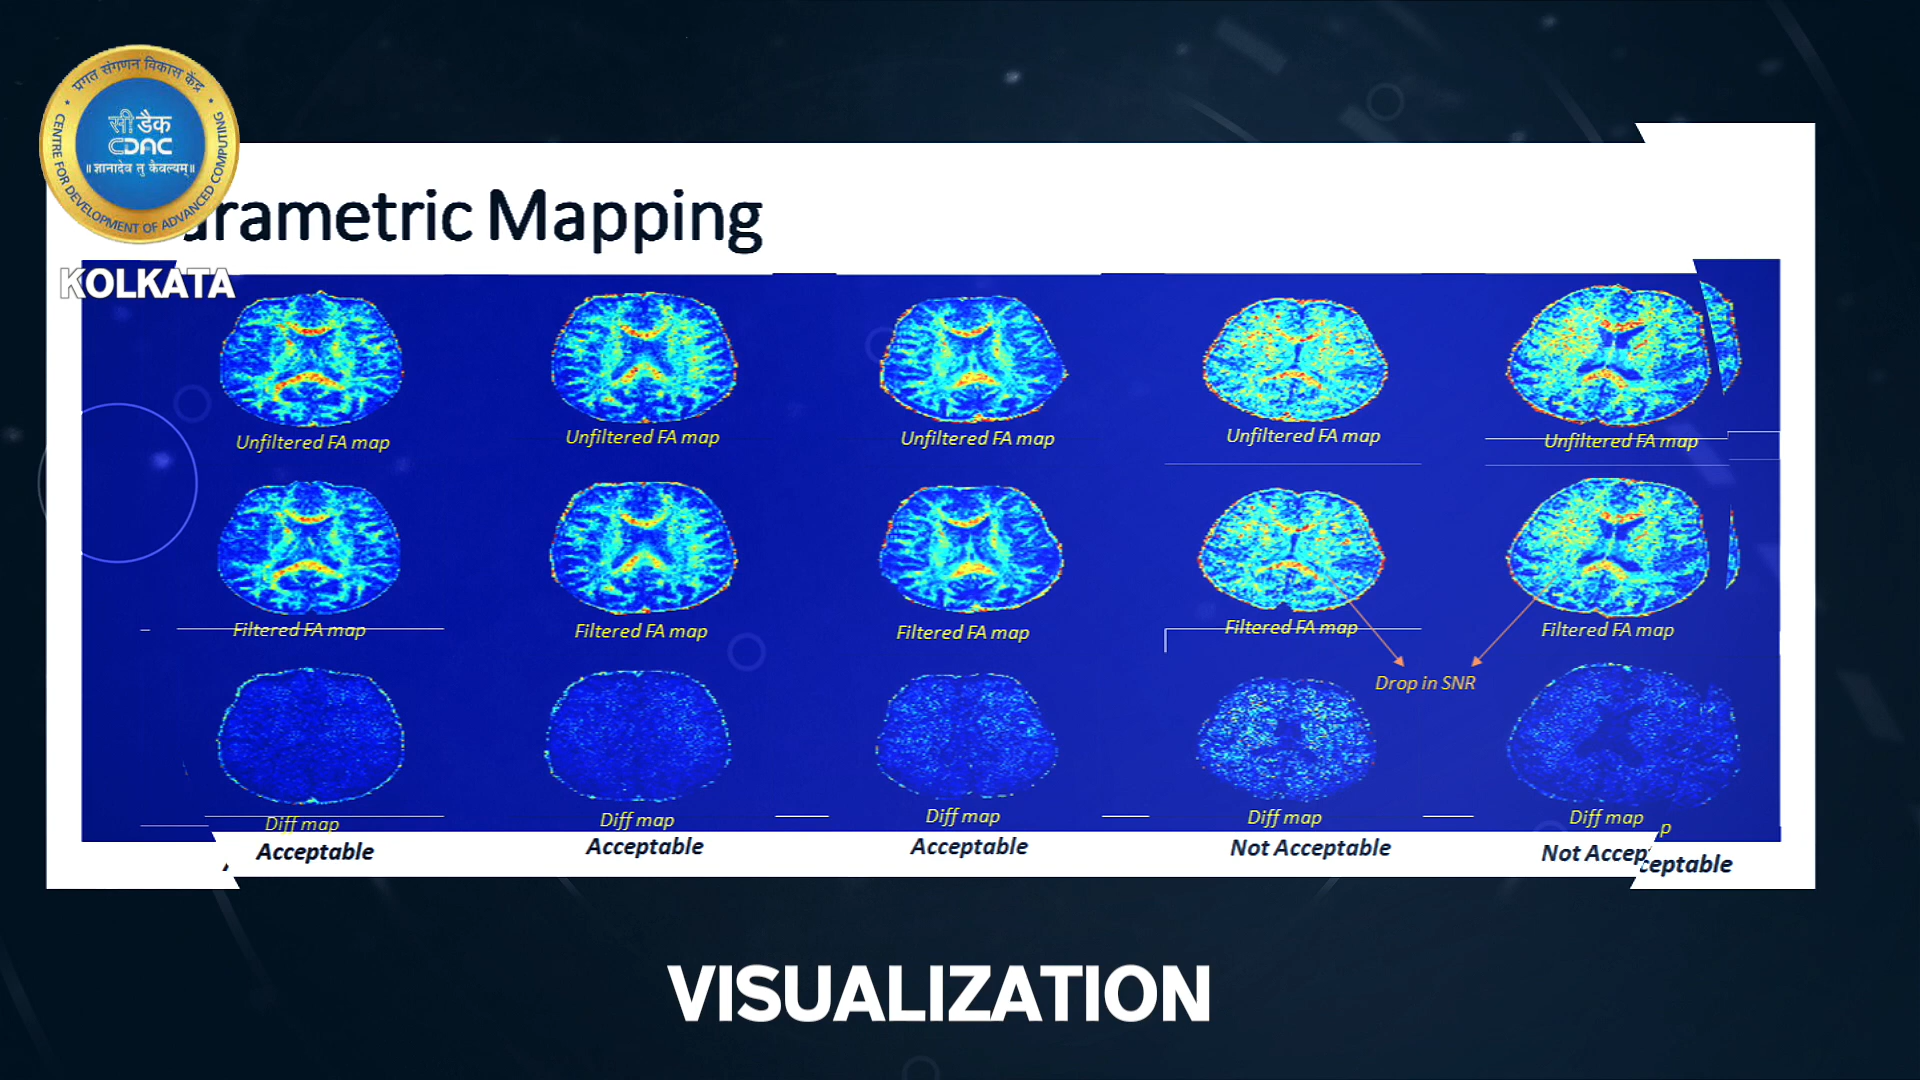 प्रगत संगणन विकास केंद्र
सी डैक
CDAC
॥ ज्ञानादेव तु कैवल्यम् ॥
CENTRE FOR DEVELOPMENT OF ADVANCED COMPUTING
KOLKATA
arametric Mapping
Unfiltered FA map
Unfiltered FA map
Unfiltered FA map
Unfiltered FA map
Unfiltered FA map
Filtered FA map
Filtered FA map
Filtered FA map
Filtered FA map
Filtered FA map
Drop in SNR
Diff map
Diff map
Diff map
Diff map
Diff map
p
Acceptable
Acceptable
Acceptable
Not Acceptable
Not Accep
ceptable
VISUALIZATION